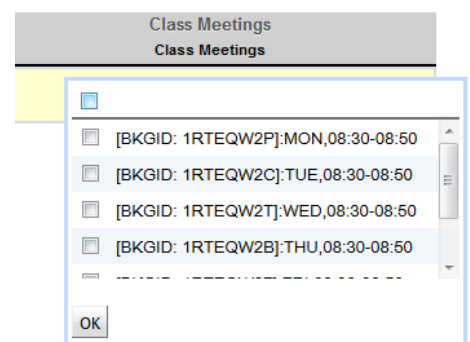 Class Meetings
Class Meetings
[BKGID: 1RTEQW2P]:MON,08:30-08:50
[BKGID: 1RTEQW2C]:TUE,08:30-08:50
[BKGID: 1RTEQW2T]:WED,08:30-08:50
[BKGID: 1RTEQW2B]:THU,08:30-08:50
OK